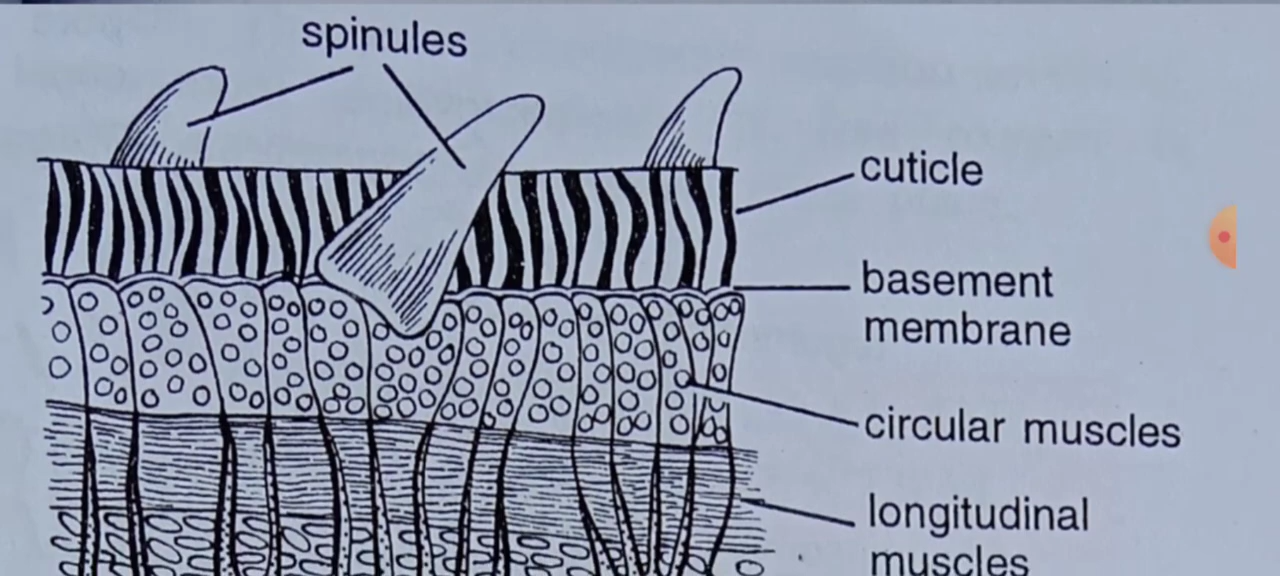 spinules
cuticle
basement
membrane
circular muscles
longitudinal
muscles